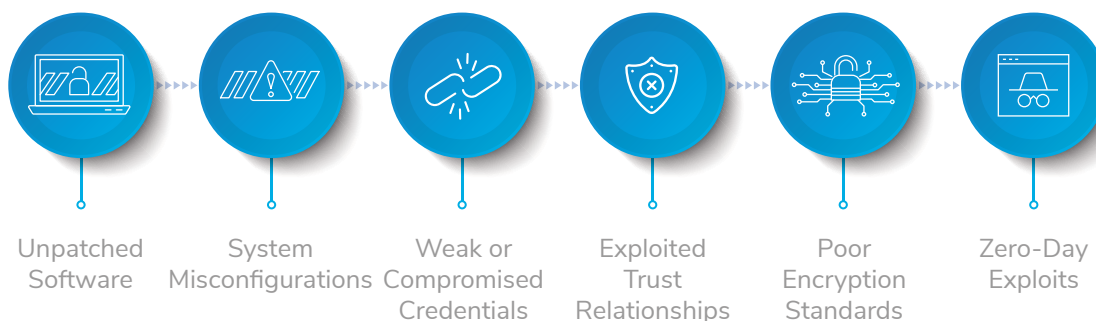 Unpatched
Software
System
Misconfigurations
Weak or
Compromised
Credentials
Exploited
Trust
Relationships
Poor
Encryption
Standards
Zero-Day
Exploits